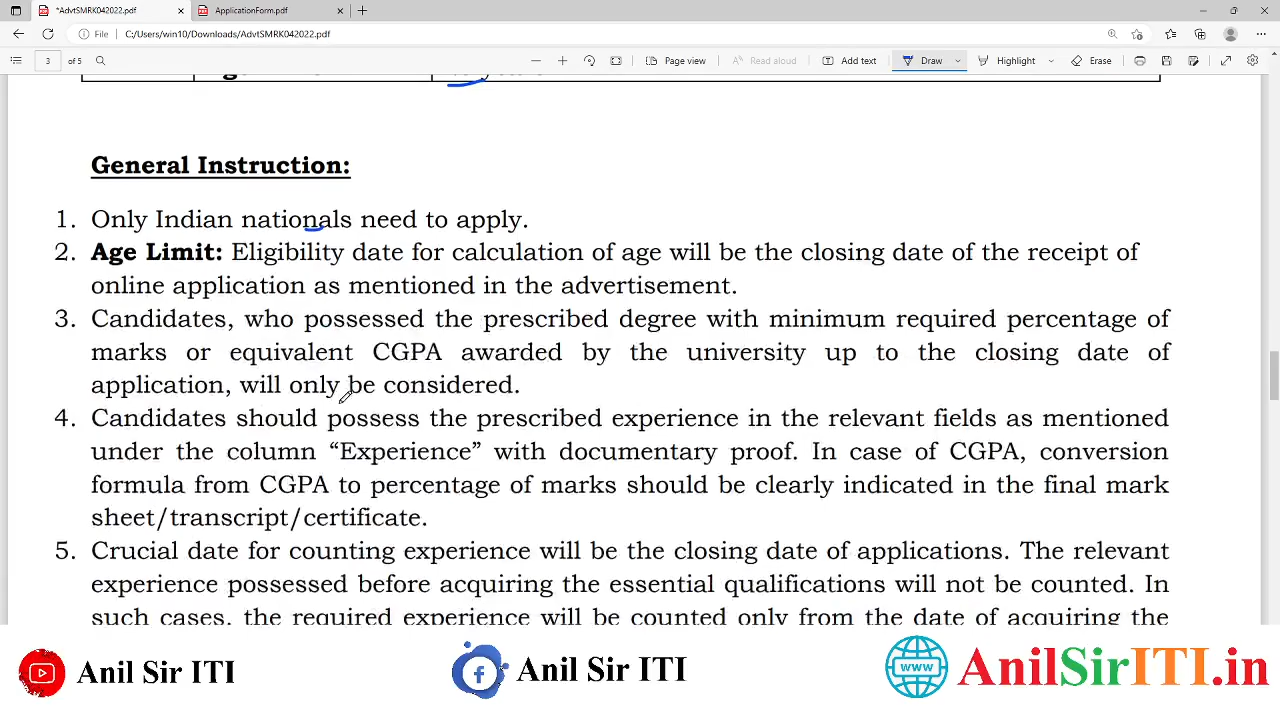 *AdvtSMRK042022.pdf
ApplicationForm.pdf
File
C:/Users/win10/Downloads/AdvtSMRK042022.pdf
3 of 5
Page view
Read aloud
Add text
Draw
Highlight
Erase
General Instruction:
1. Only Indian nationals need to apply.
2. Age Limit: Eligibility date for calculation of age will be the closing date of the receipt of
online application as mentioned in the advertisement.
3. Candidates, who possessed the prescribed degree with minimum required percentage of
marks or equivalent CGPA awarded by the university up to the closing date of
application, will only be considered.
4. Candidates should possess the prescribed experience in the relevant fields as mentioned
under the column “Experience” with documentary proof. In case of CGPA, conversion
formula from CGPA to percentage of marks should be clearly indicated in the final mark
sheet/transcript/certificate.
5. Crucial date for counting experience will be the closing date of applications. The relevant
experience possessed before acquiring the essential qualifications will not be counted. In
such cases, the required experience will be counted only from the date of acquiring the
Anil Sir ITI
Anil Sir ITI
www
AnilSirITI.in